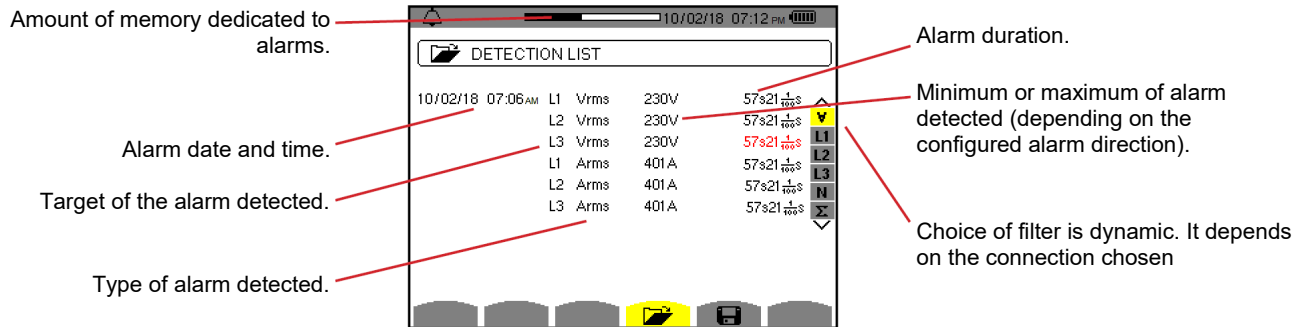 Amount of memory dedicated to
alarms.
10/02/18 07:12 PM
DETECTION LIST
10/02/18 07:06 AM L1 Vrms 230V 57s21 1/100 s
L2 Vrms 230V 57s21 1/100 s
L3 Vrms 230V 57s21 1/100 s
L1 Arms 401A 57s21 1/100 s
L2 Arms 401A 57s21 1/100 s
L3 Arms 401A 57s21 1/100 s
∀
L1
L2
L3
N
Σ
Alarm date and time.
Target of the alarm detected.
Type of alarm detected.
Alarm duration.
Minimum or maximum of alarm
detected (depending on the
configured alarm direction).
Choice of filter is dynamic. It depends
on the connection chosen